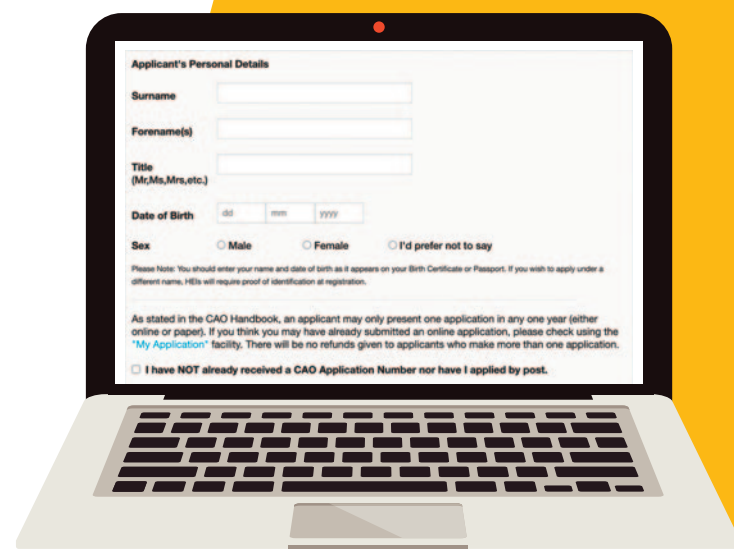 Applicant's Personal Details
Surname
Forename(s)
Title
(Mr,Ms,Mrs,etc.)
Date of Birth dd mm yyyy
Sex Male Female I'd prefer not to say
Please Note: You should enter your name and date of birth as it appears on your Birth Certificate or Passport. If you wish to apply under a
different name, HEIs will require proof of identification at registration.
As stated in the CAO Handbook, an applicant may only present one application in any one year (either
online or paper). If you think you may have already submitted an online application, please check using the
"My Application" facility. There will be no refunds given to applicants who make more than one application.
I have NOT already received a CAO Application Number nor have I applied by post.